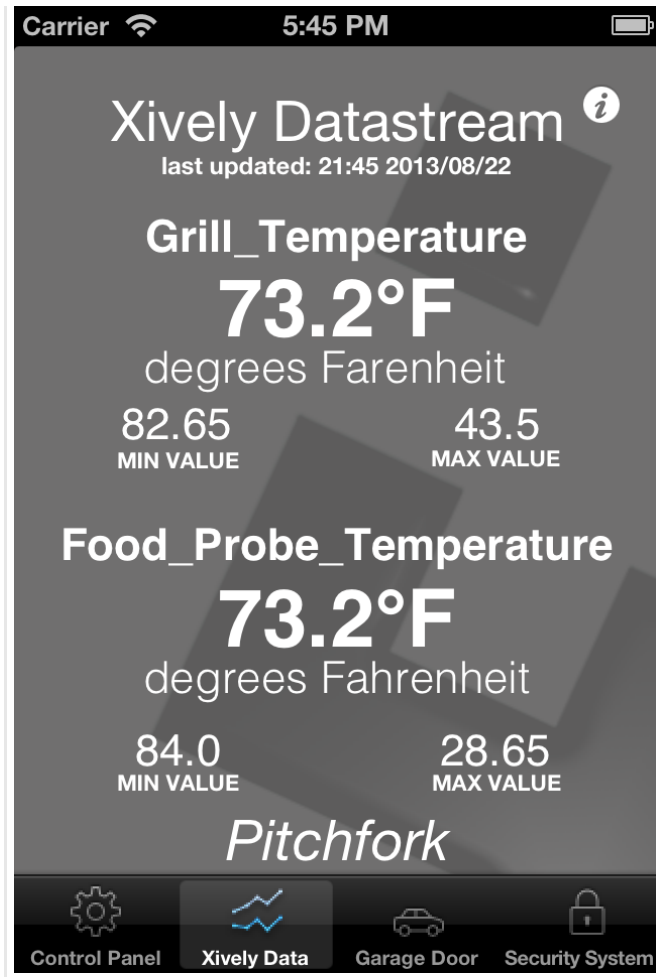 Carrier 5:45 PM
Xively Datastream i
last updated: 21:45 2013/08/22
Grill_Temperature
73.2°F
degrees Farenheit
82.65 43.5
MIN VALUE MAX VALUE
Food_Probe_Temperature
73.2°F
degrees Fahrenheit
84.0 28.65
MIN VALUE MAX VALUE
Pitchfork
Control Panel Xively Data Garage Door Security System